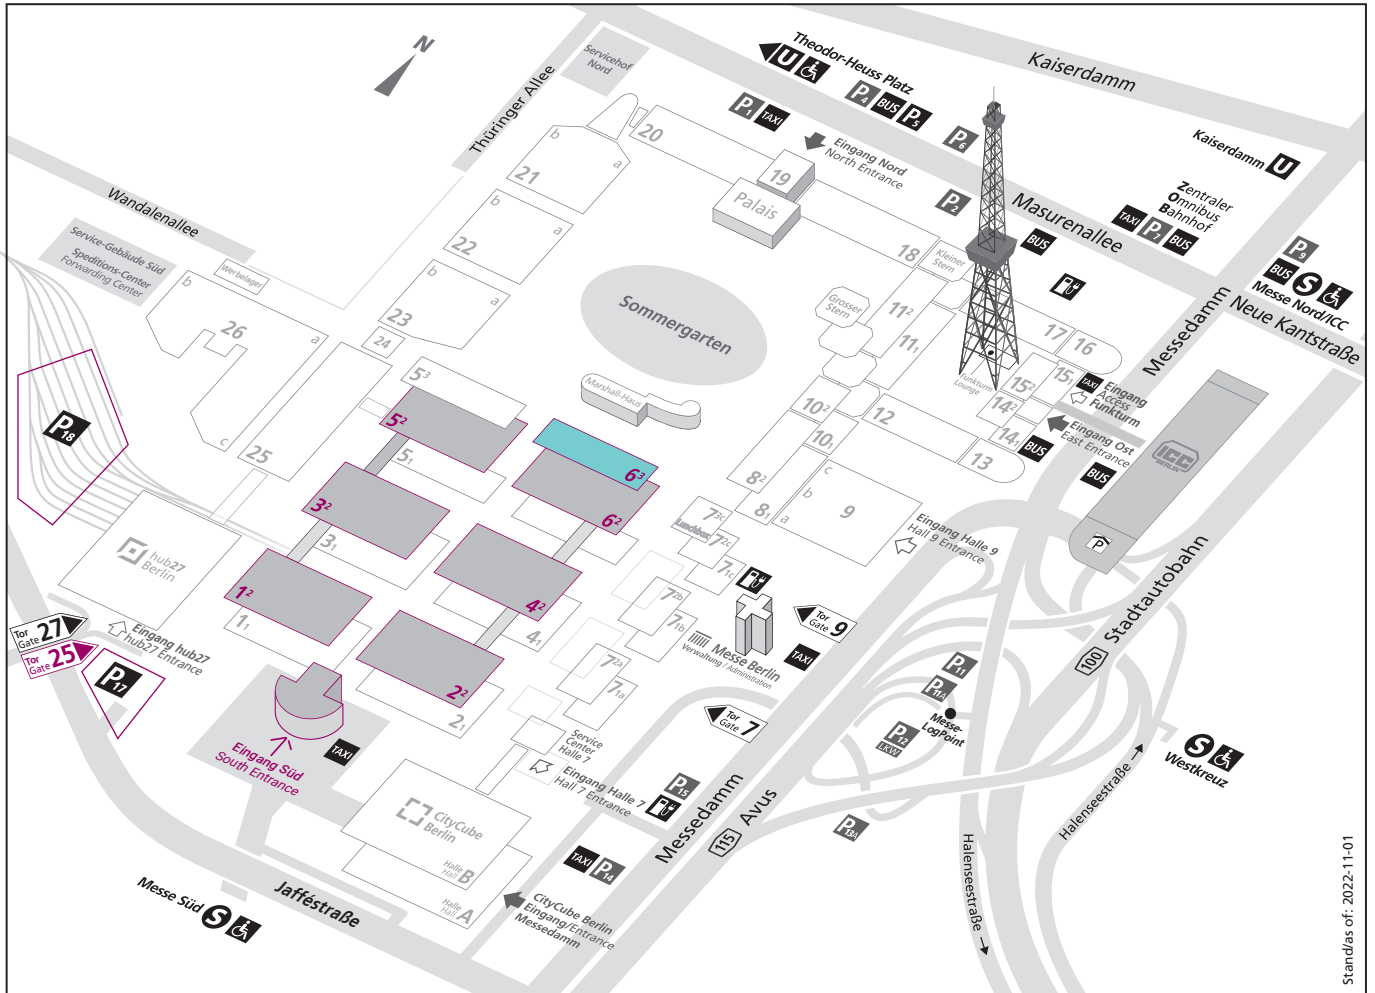 N
Servicehof
Nord
Thüringer Allee
Theodor-Heuss Platz
U
Kaiserdamm
P1 TAXI
P4 BUS P5
P6
Eingang Nord
North Entrance
P2
Kaiserdamm U
Zentraler
Omnibus
Bahnhof
TAXI P7 BUS
Masurenallee
BUS
P9
BUS S
Messe Nord/ICC
Neue Kantstraße
Messedamm
Wandalenallee
Service-Gebäude Süd
Speditions-Center
Forwarding Center
Werbelager
b
26
a
c
25
b
a
21
20
b
a
22
b
a
23
24
19
Palais
18
Kleiner
Stern
Grosser
Stern
Sommergarten
Marshall-Haus
11²
11₁
17
16
15₁
15²
14²
14₁
Funkturm
Lounge
TAXI
Eingang
Access
Funkturm
Eingang Ost
East Entrance
BUS
BUS
ICC
BERLIN
P
10²
10₁
12
13
8²
8₁
c
b
a
9
Eingang Halle 9
Hall 9 Entrance
5³
5²
5₁
6³
6²
3²
3₁
4²
4₁
1²
1₁
2²
2₁
7³c
Lunchbox
7²c
7₁c
7²b
7₁b
7²a
7₁a
P18
hub27
Berlin
Eingang hub27
hub27 Entrance
Tor
Gate 27
Tor
Gate 25
P17
Eingang Süd
South Entrance
TAXI
Messe Berlin
Verwaltung/Administration
TAXI
Tor
Gate 9
Tor
Gate 7
Service
Center
Halle 7
Eingang Halle 7
Hall 7 Entrance
P15
CityCube
Berlin
Halle
Hall B
Halle
Hall A
TAXI P14
CityCube Berlin
Eingang/Entrance
Messedamm
Messedamm
115 Avus
100 Stadtautobahn
P11
P11A
Messe-
LogPoint
P12
LKW
P13A
S
Westkreuz
Halenseestraße
Halenseestraße
Jafféstraße
Messe Süd S
Stand/as of: 2022-11-01